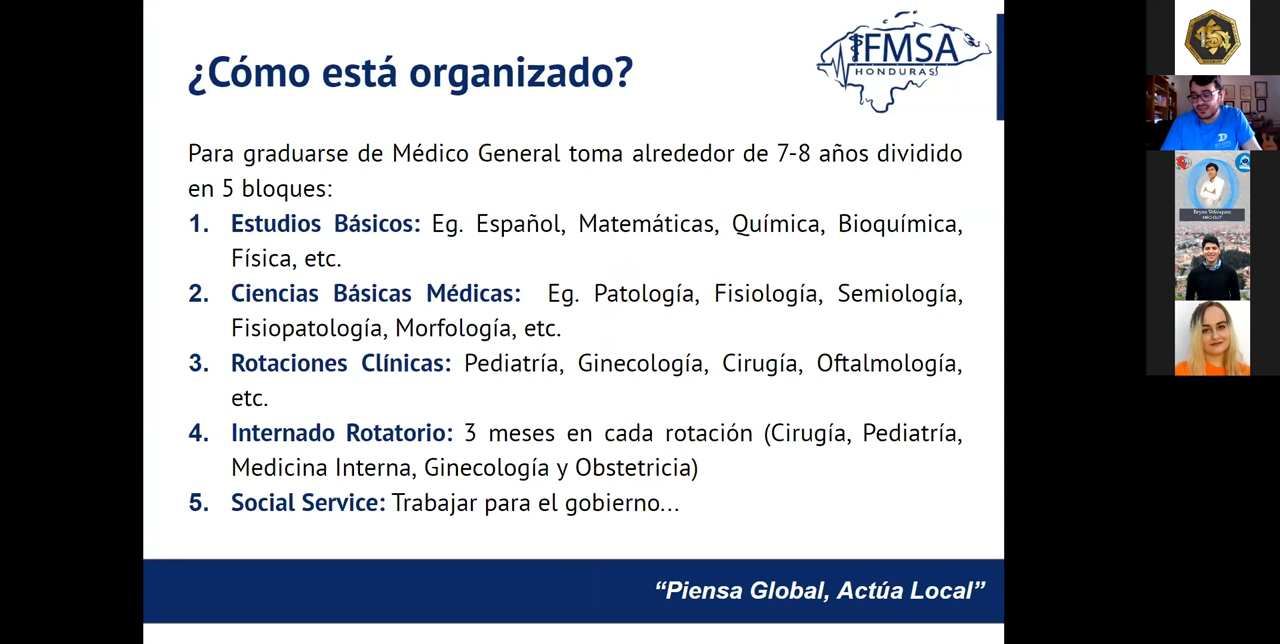 ¿Cómo está organizado?
IFMSA
HONDURAS
Para graduarse de Médico General toma alrededor de 7-8 años dividido
en 5 bloques:
1. Estudios Básicos: Eg. Español, Matemáticas, Química, Bioquímica,
Física, etc.
2. Ciencias Básicas Médicas: Eg. Patología, Fisiología, Semiología,
Fisiopatología, Morfología, etc.
3. Rotaciones Clínicas: Pediatría, Ginecología, Cirugía, Oftalmología,
etc.
4. Internado Rotatorio: 3 meses en cada rotación (Cirugía, Pediatría,
Medicina Interna, Ginecología y Obstetricia)
5. Social Service: Trabajar para el gobierno...
“Piensa Global, Actúa Local”
15